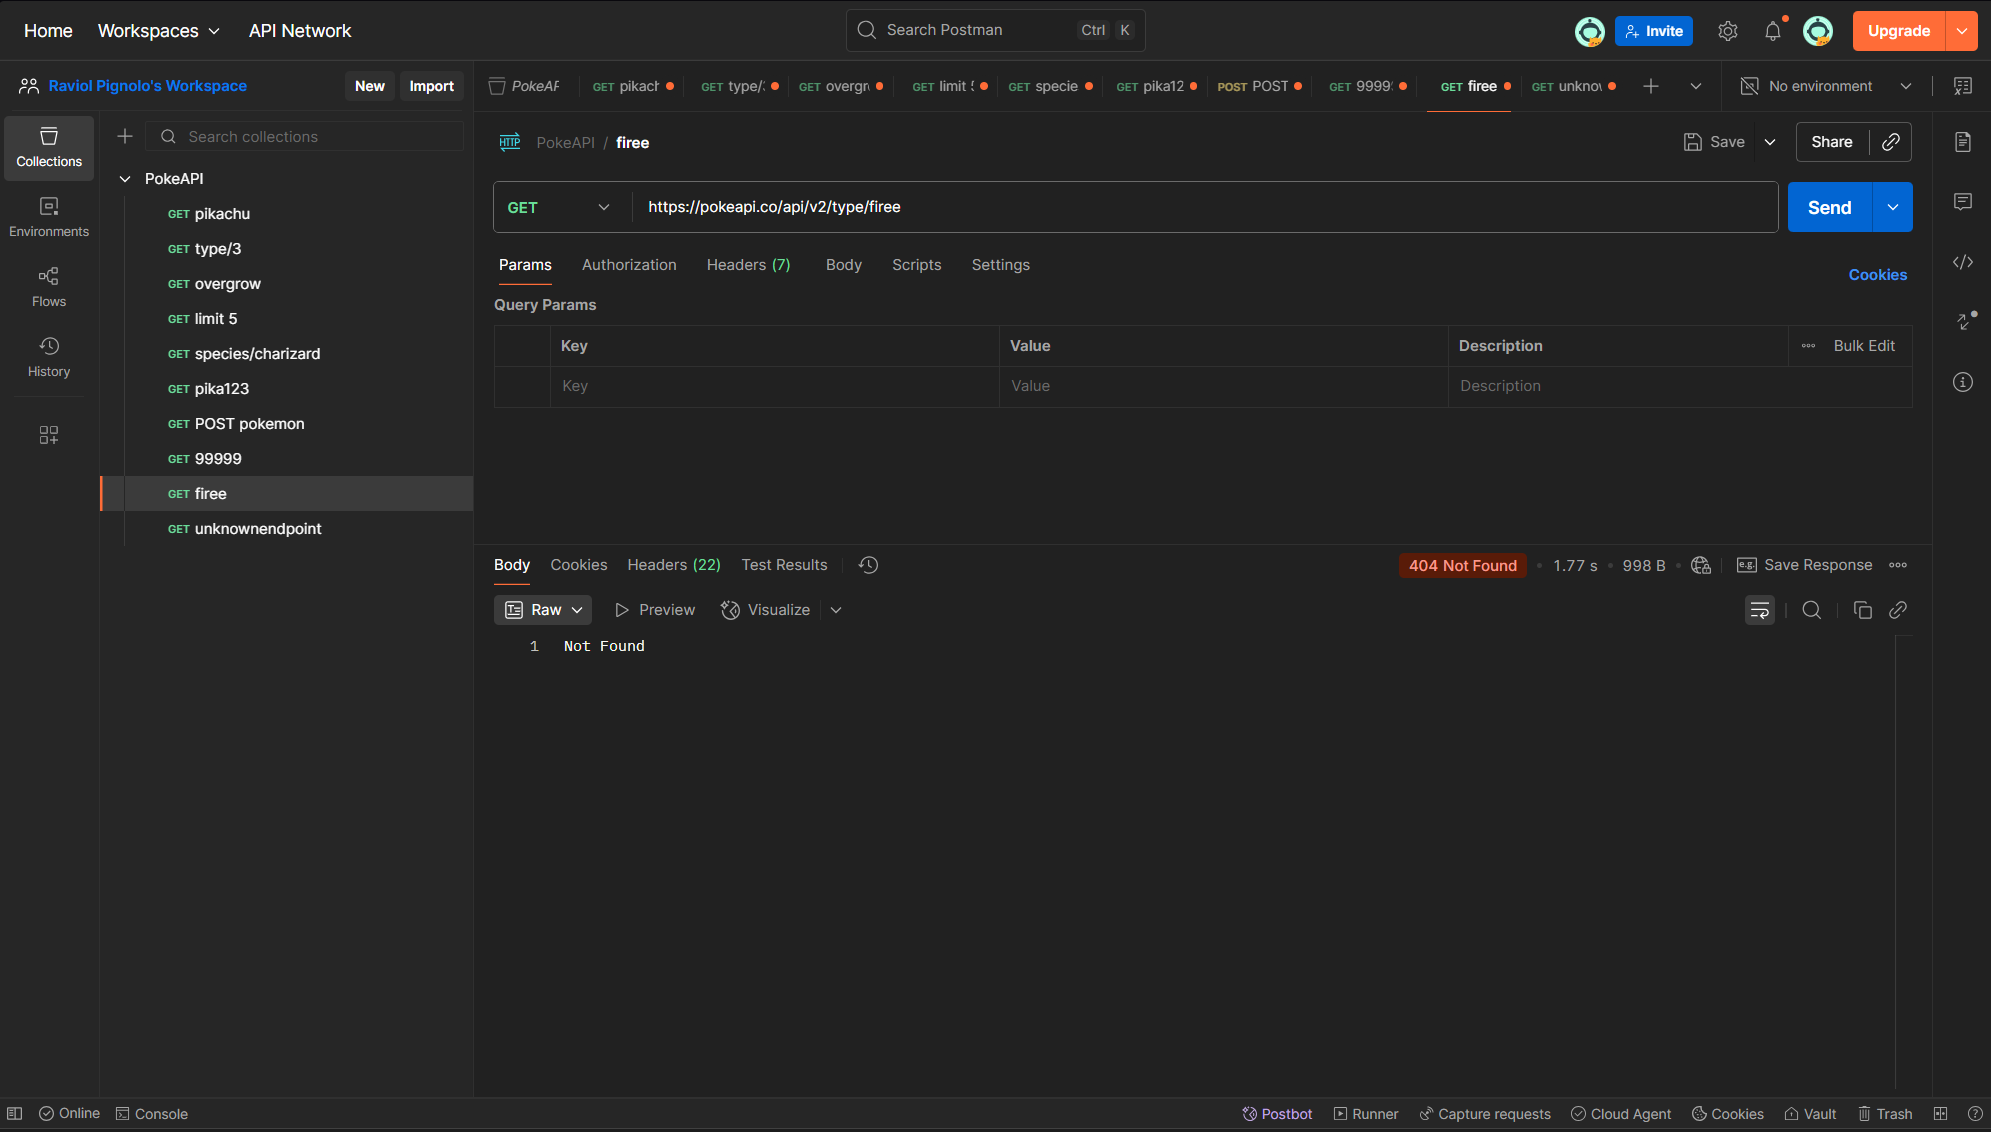 Home Workspaces API Network Search Postman Ctrl K Invite Upgrade
Raviol Pignolo's Workspace New Import
PokeAP GET pikach GET type/ GET overgr GET limit GET specie GET pika12 POST POST GET 9999 GET firee GET unkno No environment
Collections
Environments
Flows
History
Search collections
PokeAPI
GET pikachu
GET type/3
GET overgrow
GET limit 5
GET species/charizard
GET pika123
GET POST pokemon
GET 99999
GET firee
GET unknownendpoint
HTTP PokeAPI / firee Save Share
GET https://pokeapi.co/api/v2/type/firee Send
Params Authorization Headers (7) Body Scripts Settings Cookies
Query Params
Key Value Description Bulk Edit
Key Value Description
Body Cookies Headers (22) Test Results 404 Not Found • 1.77 s • 998 B • e.g. Save Response
Raw Preview Visualize
1 Not Found
Online Console Postbot Runner Capture requests Cloud Agent Cookies Vault Trash